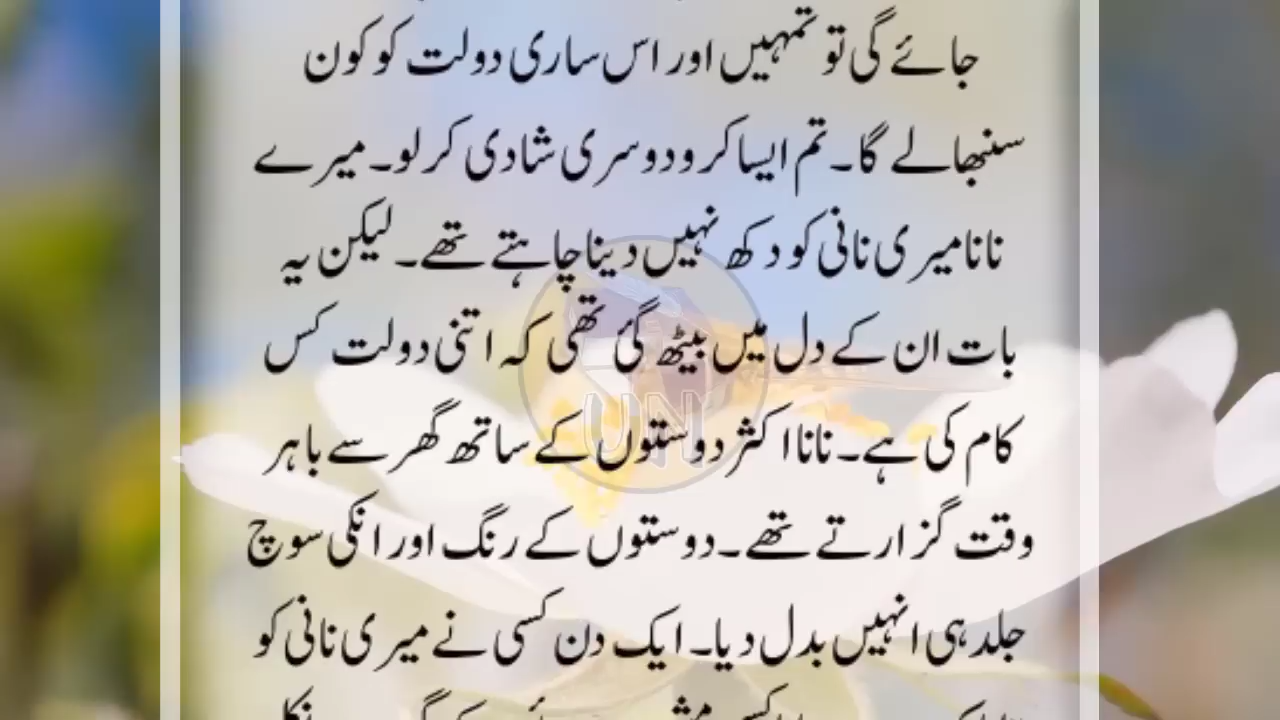 جائے گی تو تمہیں اور اس ساری دولت کو کون
سنبھالے گا۔ تم ایسا کرو دوسری شادی کر لو۔ میرے
نانا میری نانی کو دکھ نہیں دینا چاہتے تھے۔ لیکن یہ
بات ان کے دل میں بیٹھ گئی تھی کہ اتنی دولت کس
کام کی ہے۔ نانا اکثر دوستوں کے ساتھ گھر سے باہر
وقت گزارتے تھے۔ دوستوں کے رنگ اور انکی سوچ
جلد ہی انہیں بدل دیا۔ ایک دن کسی نے میری نانی کو
UN